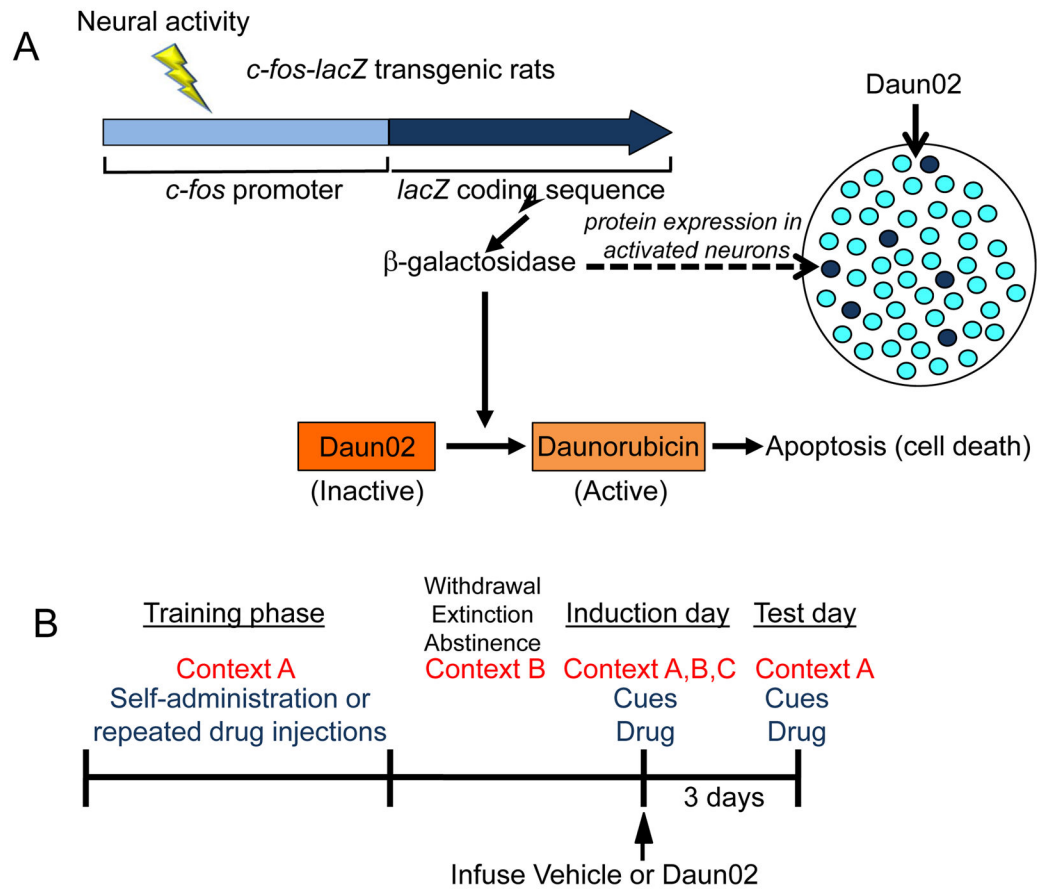 A
Neural activity
c-fos-lacZ transgenic rats
c-fos promoter
lacZ coding sequence
β-galactosidase
protein expression in
activated neurons
Daun02
Daun02
(Inactive)
Daunorubicin
(Active)
Apoptosis (cell death)
B
Training phase
Context A
Self-administration or
repeated drug injections
Withdrawal
Extinction
Abstinence
Context B
Induction day
Context A,B,C
Cues
Drug
Test day
Context A
Cues
Drug
3 days
Infuse Vehicle or Daun02